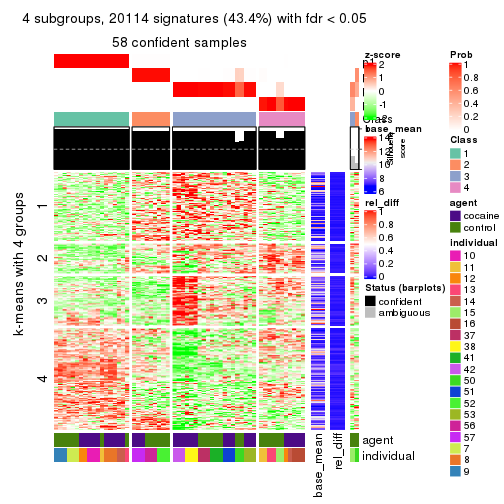 4 subgroups, 20114 signatures (43.4%) with fdr < 0.05
58 confident samples
k-means with 4 groups
1
2
3
4
p1
z-score
2
1
0
-1
-2
Class
base_mean
14
12
10
8
6
Silhouette
score
rel_diff
1
0.8
0.6
0.4
0.2
0
Status (barplots)
confident
ambiguous
agent
individual
base_mean
rel_diff
Prob
1
0.8
0.6
0.4
0.2
0
Class
1
2
3
4
agent
cocaine
control
individual
10
11
12
13
14
15
16
37
38
41
42
50
51
52
53
56
57
7
8
9